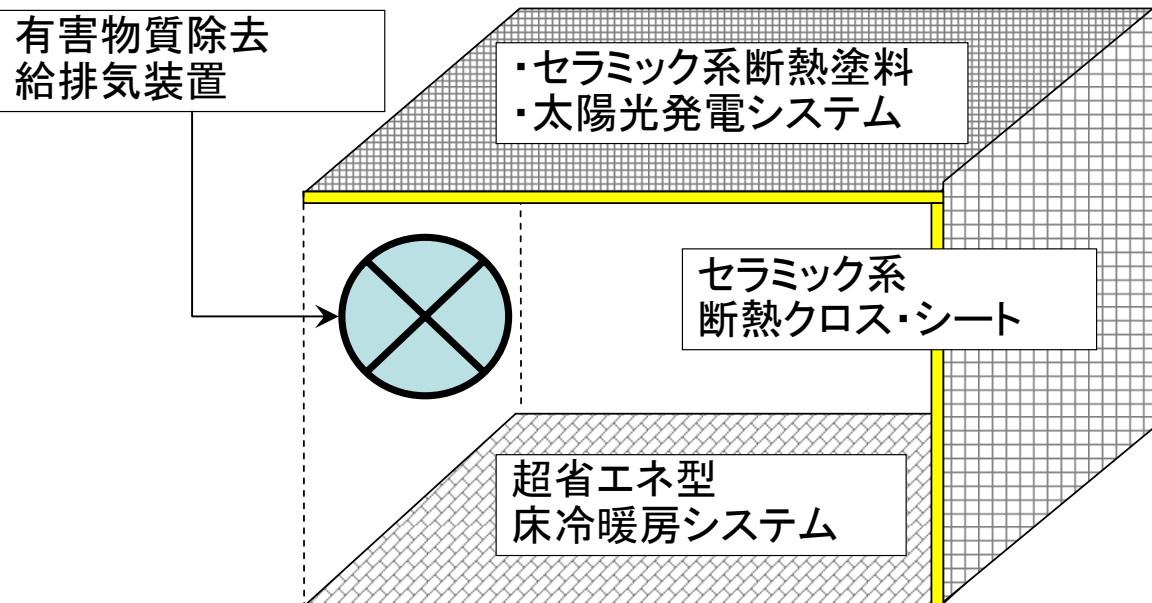 有害物質除去
給排気装置
・セラミック系断熱塗料
・太陽光発電システム
セラミック系
断熱クロス・シート
超省エネ型
床冷暖房システム